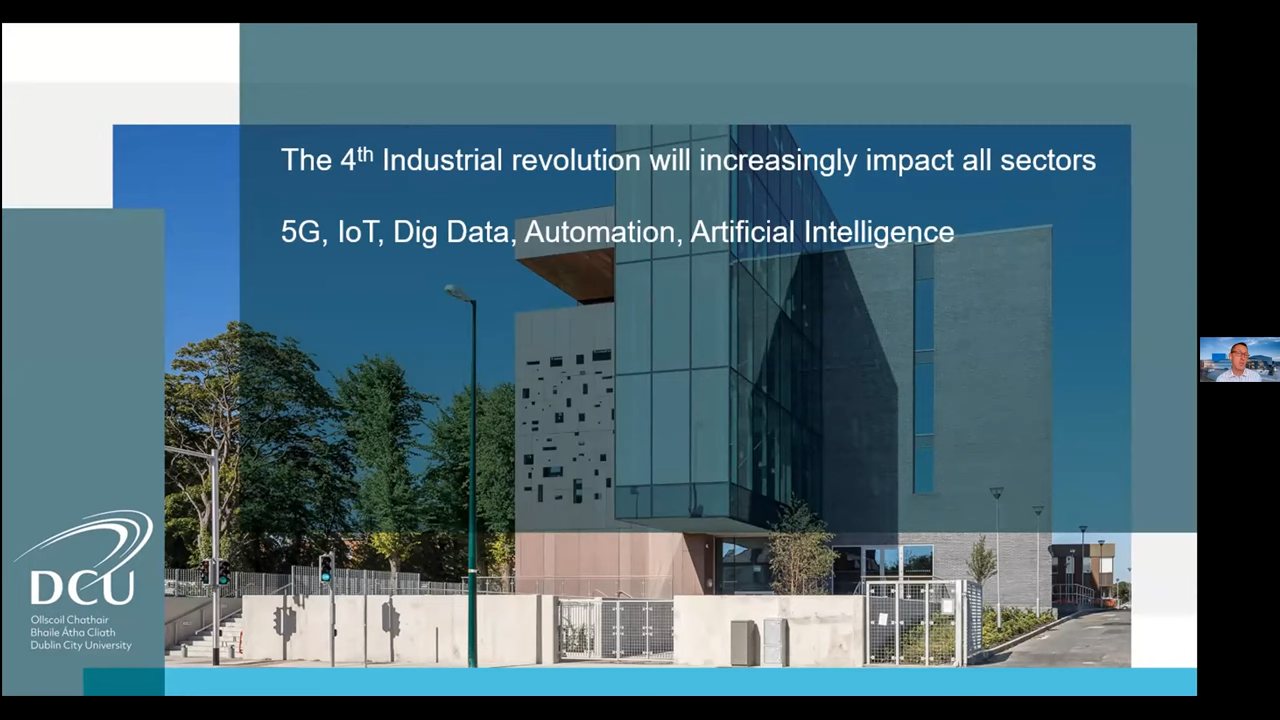 The 4th Industrial revolution will increasingly impact all sectors
5G, IoT, Dig Data, Automation, Artificial Intelligence
DCU
Ollscoil Chathair
Bhaile Átha Cliath
Dublin City University